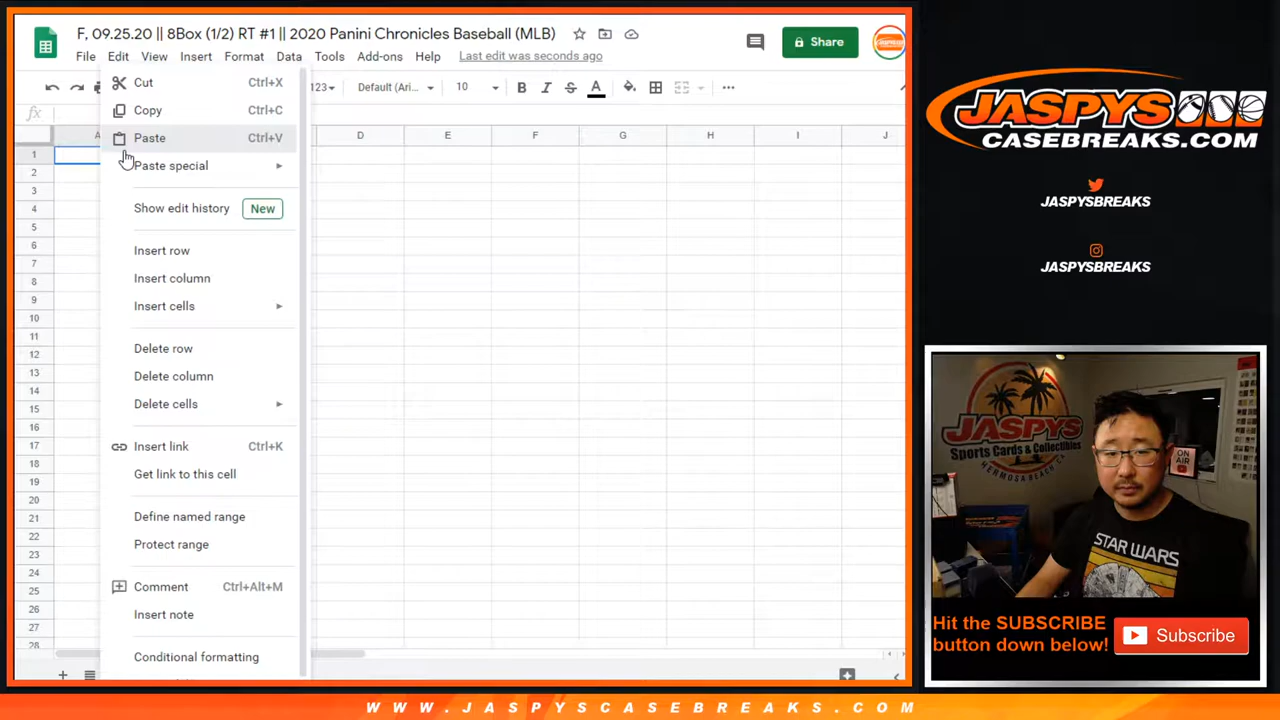 F, 09.25.20 || 8Box (1/2) RT #1 || 2020 Panini Chronicles Baseball (MLB)
Share
File Edit View Insert Format Data Tools Add-ons Help Last edit was seconds ago
123 Default (Ari... 10 B I S A
fx
A D E F G H I J
Cut Ctrl+X
Copy Ctrl+C
Paste Ctrl+V
Paste special
Show edit history New
Insert row
Insert column
Insert cells
Delete row
Delete column
Delete cells
Insert link Ctrl+K
Get link to this cell
Define named range
Protect range
Comment Ctrl+Alt+M
Insert note
Conditional formatting
1
2
3
4
5
6
7
8
9
10
11
12
13
14
15
16
17
18
19
20
21
22
23
24
25
26
27
28
JASPYS
CASEBREAKS.COM
JASPYSBREAKS
JASPYSBREAKS
JASPYS
Sports Cards & Collectibles
HERMOSA BEACH, CA
ON AIR
STAR WARS
Hit the SUBSCRIBE
button down below!
Subscribe
WWW.JASPYSCASEBREAKS.COM